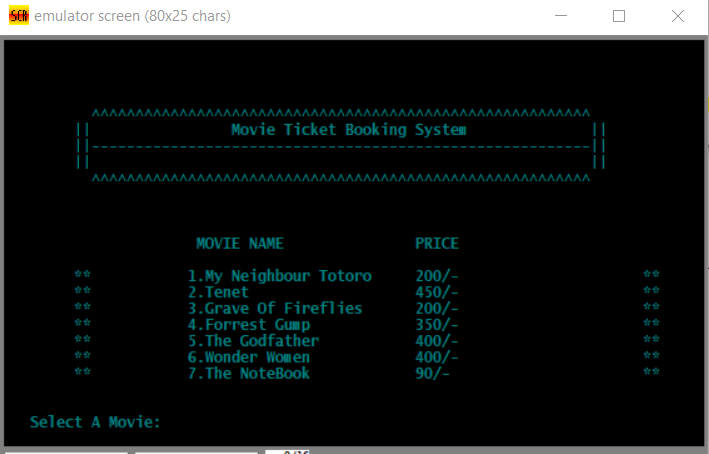 SCR emulator screen (80x25 chars)
^^^^^^^^^^^^^^^^^^^^^^^^^^^^^^^^^^^^^^^^^^^^^^^^^^^^^^^^^
|| Movie Ticket Booking System ||
||---------------------------------------------------------||
|| ||
^^^^^^^^^^^^^^^^^^^^^^^^^^^^^^^^^^^^^^^^^^^^^^^^^^^^^^^^^
MOVIE NAME PRICE
** 1.My Neighbour Totoro 200/- **
** 2.Tenet 450/- **
** 3.Grave Of Fireflies 200/- **
** 4.Forrest Gump 350/- **
** 5.The Godfather 400/- **
** 6.Wonder Women 400/- **
** 7.The NoteBook 90/- **
Select A Movie: